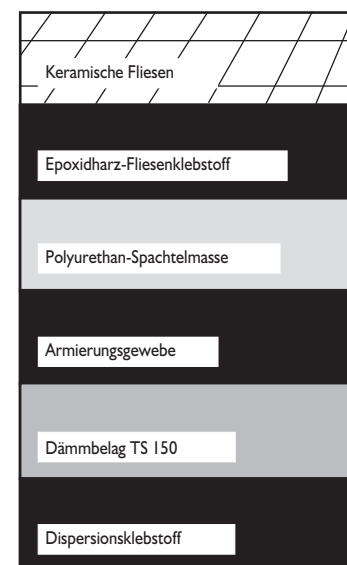 Keramische Fliesen
Epoxidharz-Fliesenklebstoff
Polyurethan-Spachtelmasse
Armierungsgewebe
Dämmbelag TS 150
Dispersionsklebstoff